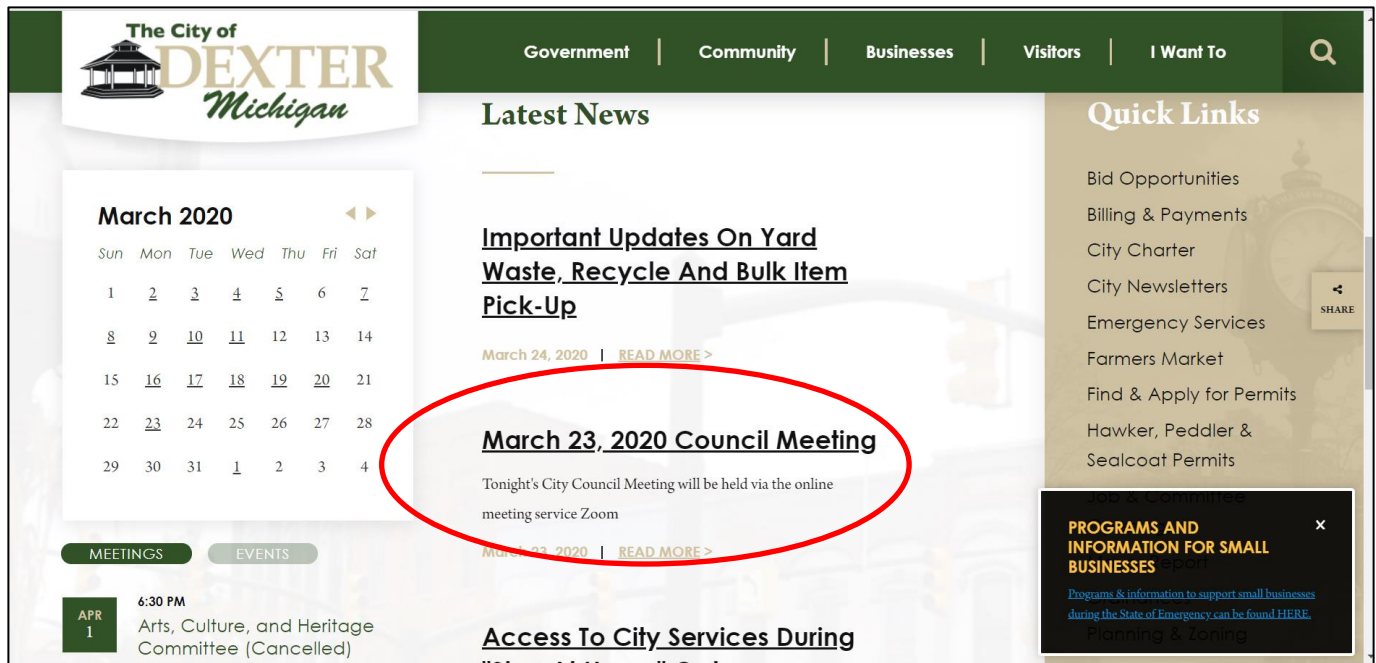 The City of
DEXTER
Michigan
Government | Community | Businesses | Visitors | I Want To
March 2020
Sun Mon Tue Wed Thu Fri Sat
1 2 3 4 5 6 7
8 9 10 11 12 13 14
15 16 17 18 19 20 21
22 23 24 25 26 27 28
29 30 31 1 2 3 4
MEETINGS EVENTS
APR
1
6:30 PM
Arts, Culture, and Heritage
Committee (Cancelled)
Latest News
Important Updates On Yard
Waste, Recycle And Bulk Item
Pick-Up
March 24, 2020 | READ MORE >
March 23, 2020 Council Meeting
Tonight's City Council Meeting will be held via the online
meeting service Zoom
March 23, 2020 | READ MORE >
Access To City Services During
Quick Links
Bid Opportunities
Billing & Payments
City Charter
City Newsletters
Emergency Services
Farmers Market
Find & Apply for Permits
Hawker, Peddler &
Sealcoat Permits
Job & Committee
SHARE
PROGRAMS AND
INFORMATION FOR SMALL
BUSINESSES
×
Programs & information to support small businesses
during the State of Emergency can be found HERE.
Planning & Zoning